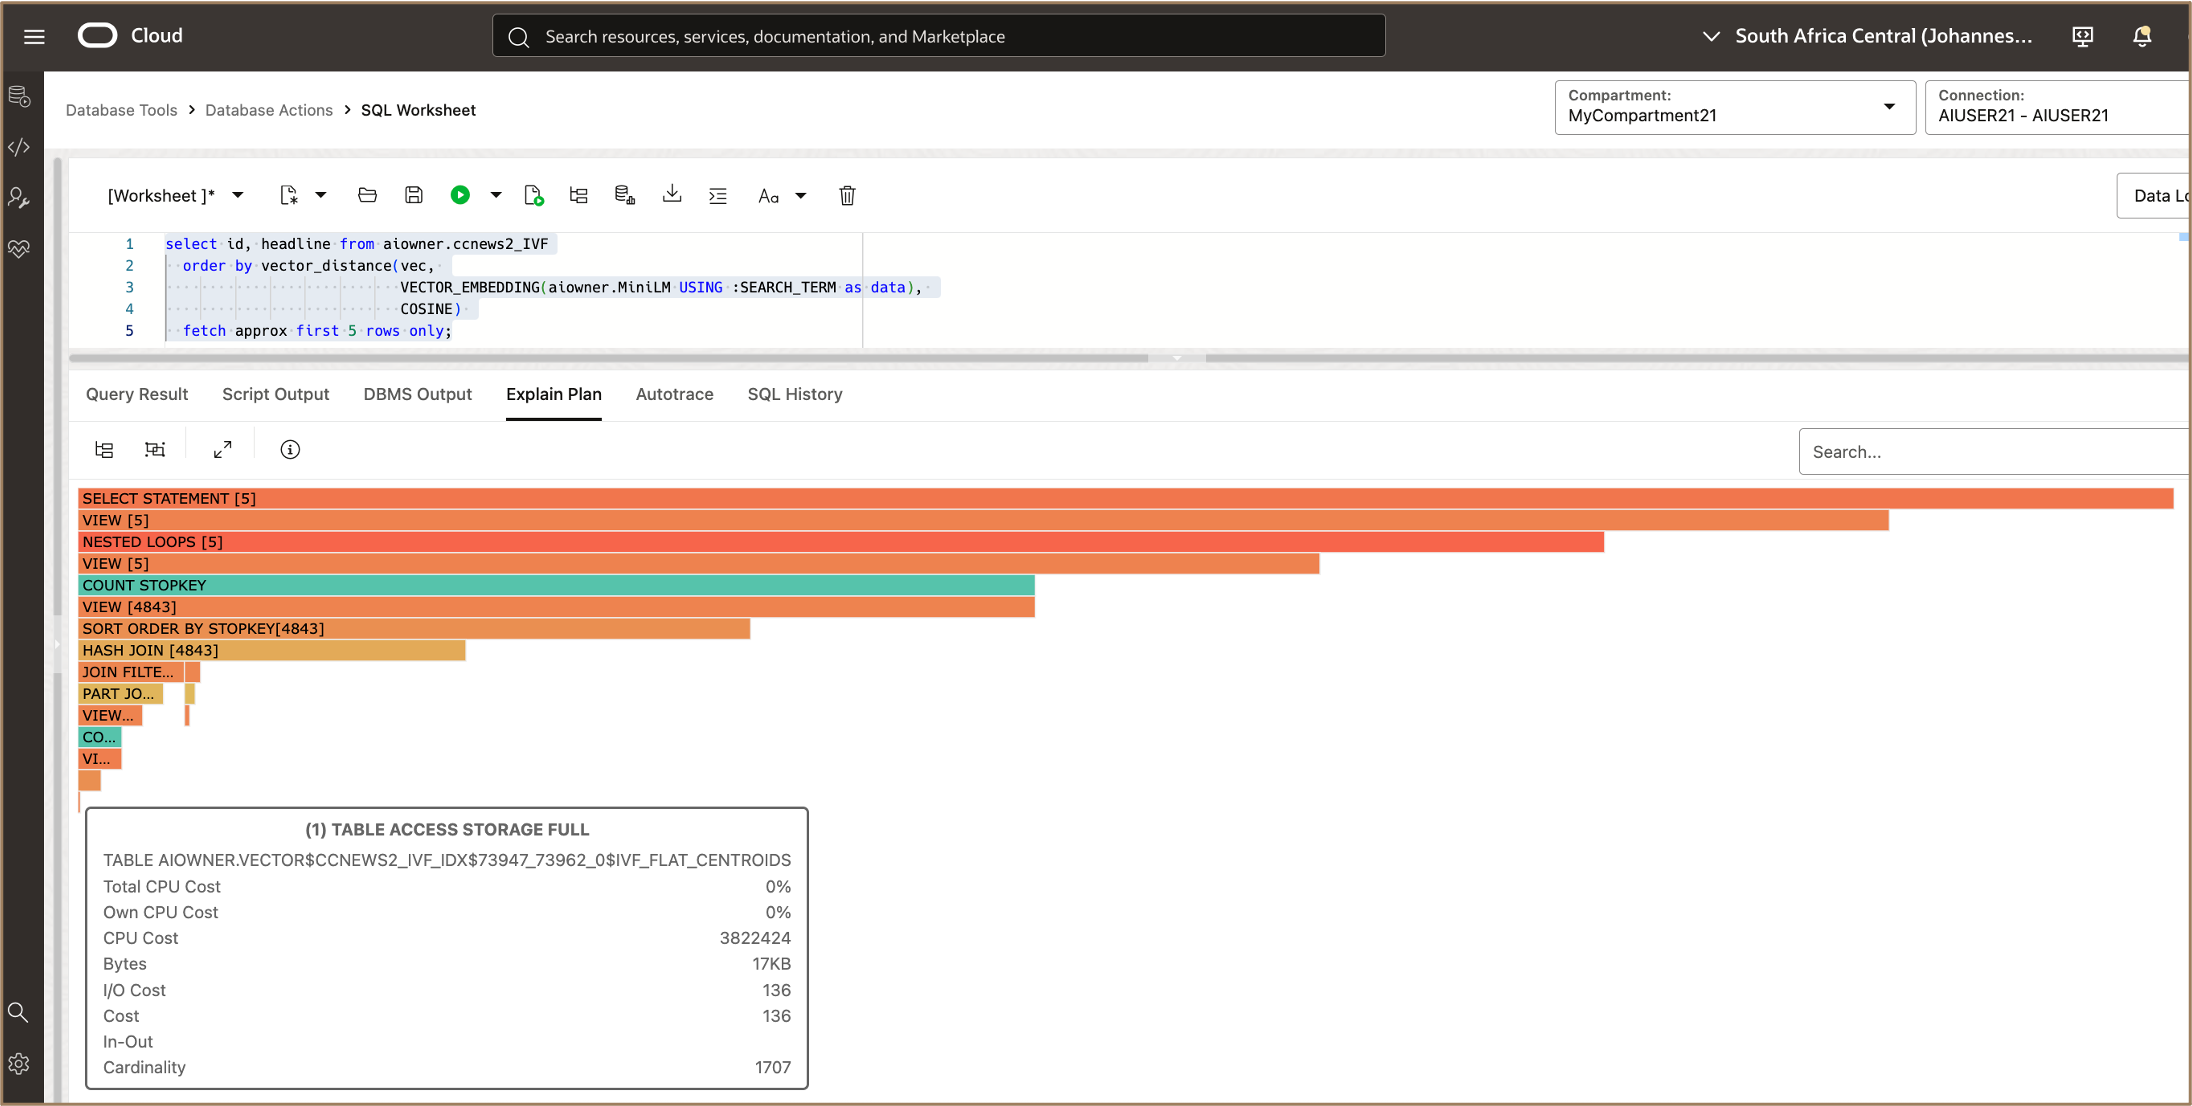 Cloud
Search resources, services, documentation, and Marketplace
South Africa Central (Johannes...
Database Tools > Database Actions > SQL Worksheet
Compartment:
MyCompartment21
Connection:
AIUSER21 - AIUSER21
[Worksheet ]*
Aa
Data Lo
1 select id, headline from aiowner.ccnews2_IVF
2 order by vector_distance(vec,
3 VECTOR_EMBEDDING(aiowner.MiniLM USING :SEARCH_TERM as data),
4 COSINE)
5 fetch approx first 5 rows only;
Query Result Script Output DBMS Output Explain Plan Autotrace SQL History
Search...
SELECT STATEMENT [5]
VIEW [5]
NESTED LOOPS [5]
VIEW [5]
COUNT STOPKEY
VIEW [4843]
SORT ORDER BY STOPKEY[4843]
HASH JOIN [4843]
JOIN FILTE...
PART JO...
VIEW...
CO...
VI...
(1) TABLE ACCESS STORAGE FULL
TABLE AIOWNER.VECTOR$CCNEWS2_IVF_IDX$73947_73962_0$IVF_FLAT_CENTROIDS
Total CPU Cost 0%
Own CPU Cost 0%
CPU Cost 3822424
Bytes 17KB
I/O Cost 136
Cost 136
In-Out
Cardinality 1707